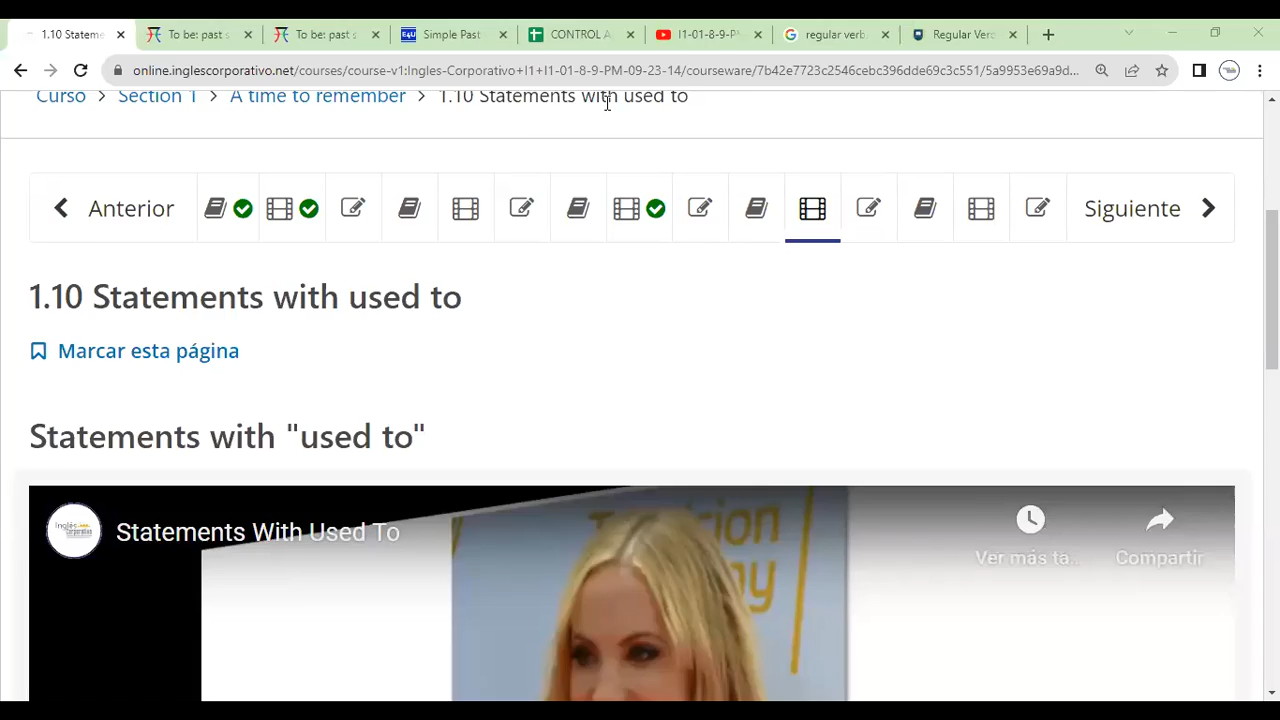 1.10 Stateme
To be: past s
To be: past s
E4U
Simple Past
CONTROL A
I1-01-8-9-P
regular verb
Regular Ver
online.inglescorporativo.net/courses/course-v1:Ingles-Corporativo+I1+I1-01-8-9-PM-09-23-14/courseware/7b42e7723c2546cebc396dde69c3c551/5a9953e69a9d...
Curso > Section 1 > A time to remember > 1.10 Statements with used to
Anterior
Siguiente
1.10 Statements with used to
Marcar esta página
Statements with "used to"
Statements With Used To
Ver más ta...
Compartir